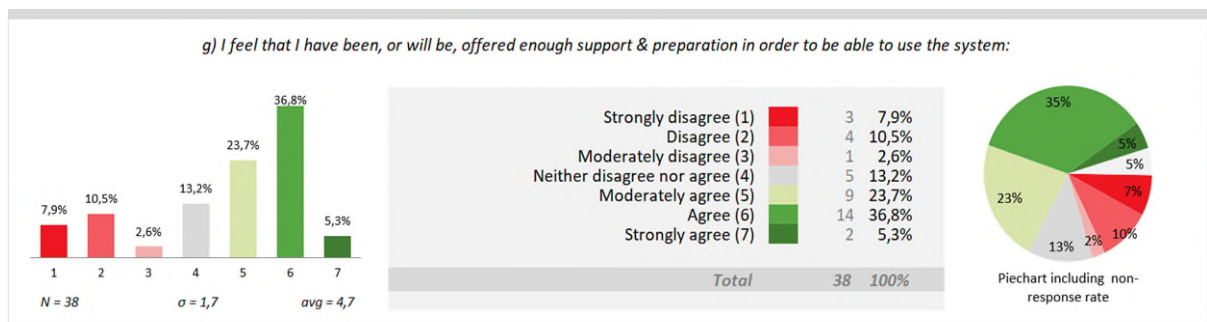 g) I feel that I have been, or will be, offered enough support & preparation in order to be able to use the system:
7,9%
10,5%
2,6%
13,2%
23,7%
36,8%
5,3%
1 2 3 4 5 6 7
N = 38 σ = 1,7 avg = 4,7
Strongly disagree (1) 3 7,9%
Disagree (2) 4 10,5%
Moderately disagree (3) 1 2,6%
Neither disagree nor agree (4) 5 13,2%
Moderately agree (5) 9 23,7%
Agree (6) 14 36,8%
Strongly agree (7) 2 5,3%
Total 38 100%
35%
5%
5%
7%
10%
2%
13%
23%
Piechart including non-
response rate